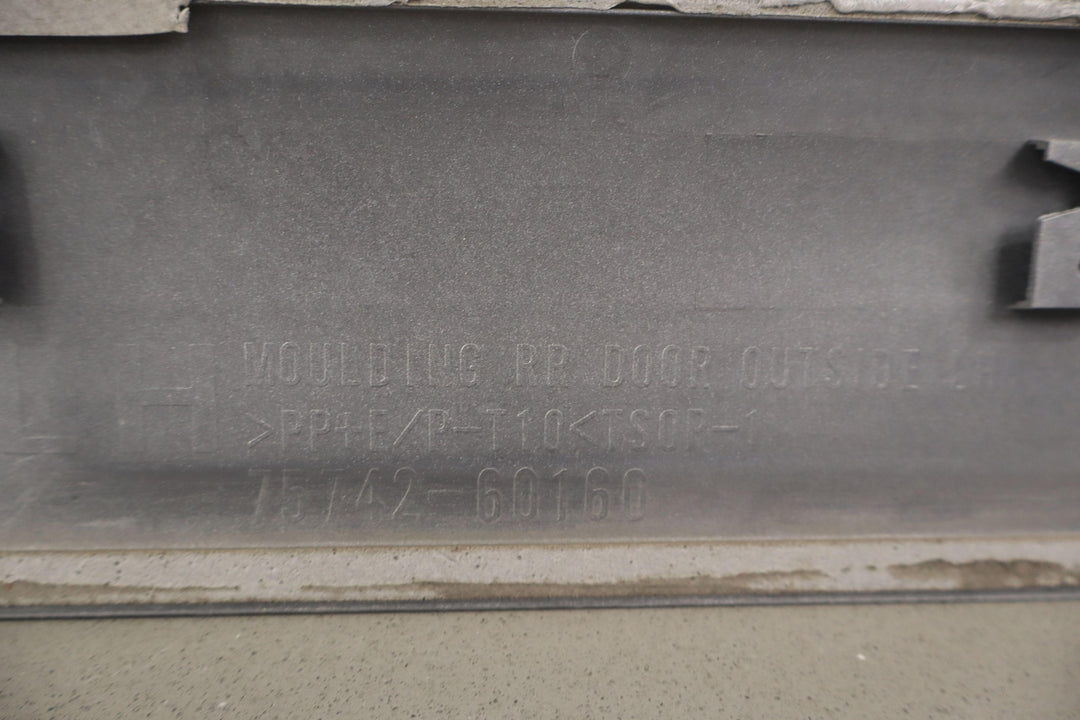 MOULDING RR DOOR OUTSIDE
>PP+E/P-T10<TSOP-1
75742-60160